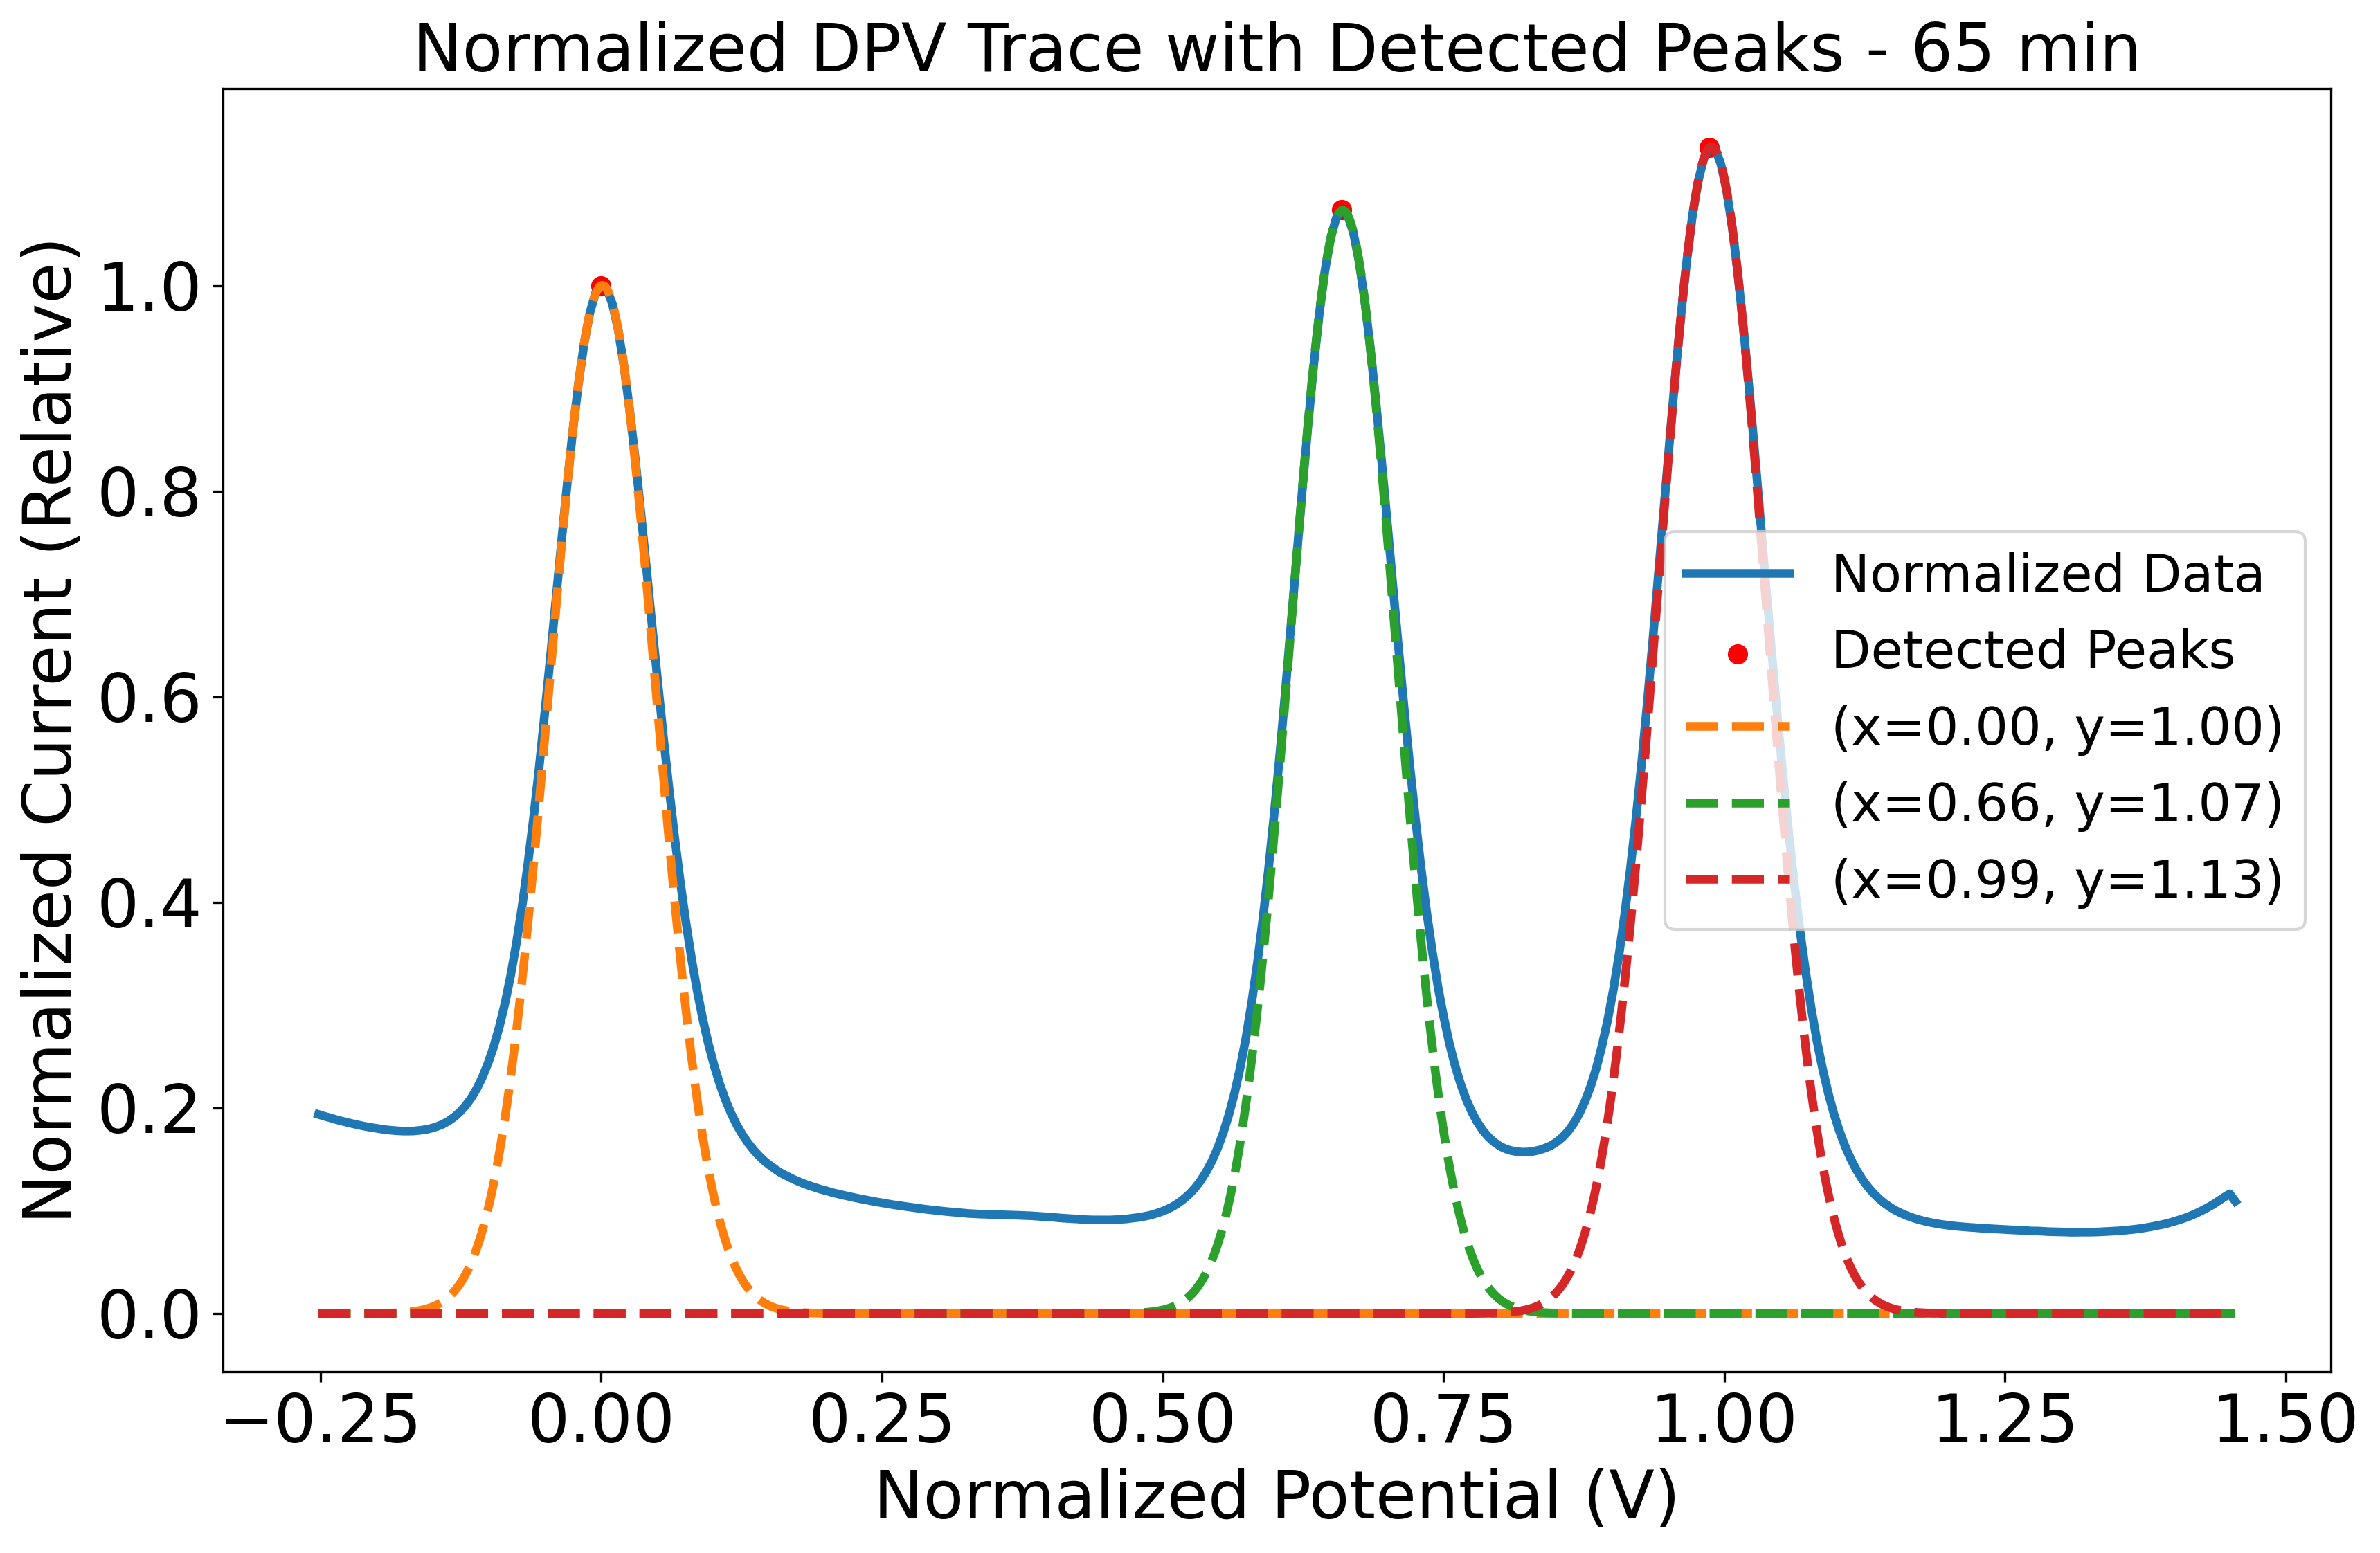 Normalized DPV Trace with Detected Peaks - 65 min
Normalized Current (Relative)
1.0
0.8
0.6
0.4
0.2
0.0
Normalized Data
Detected Peaks
(x=0.00, y=1.00)
(x=0.66, y=1.07)
(x=0.99, y=1.13)
−0.25 0.00 0.25 0.50 0.75 1.00 1.25 1.50
Normalized Potential (V)